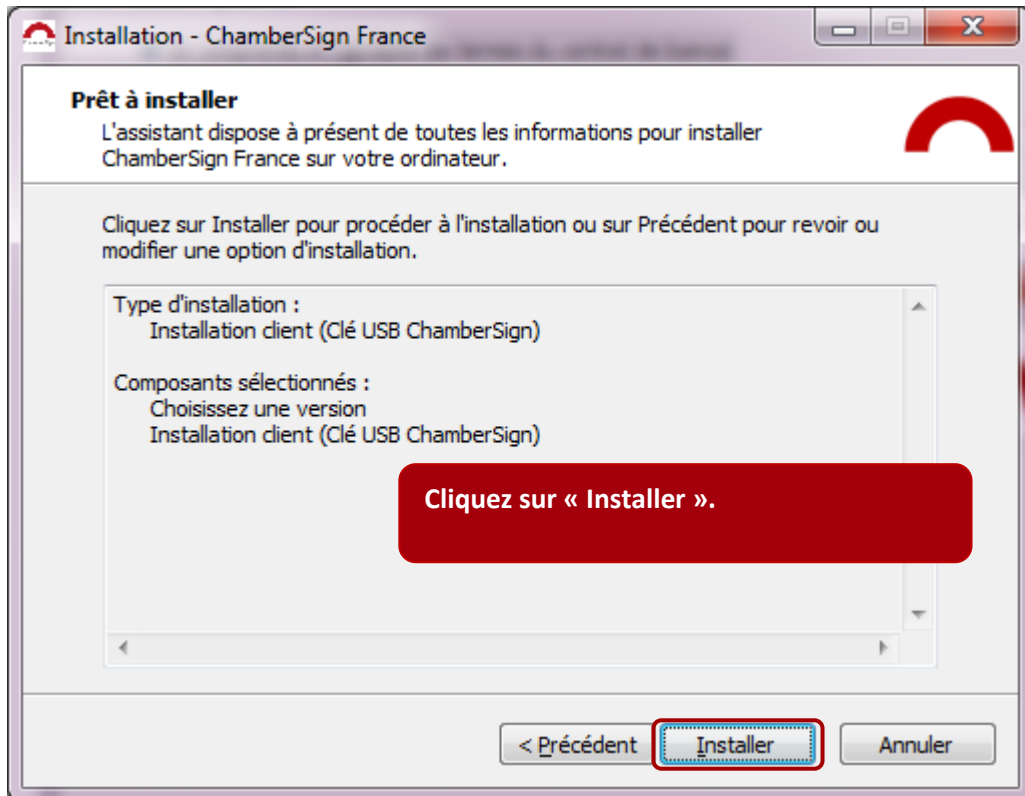 Installation - ChamberSign France
Prêt à installer
L'assistant dispose à présent de toutes les informations pour installer
ChamberSign France sur votre ordinateur.
Cliquez sur Installer pour procéder à l'installation ou sur Précédent pour revoir ou
modifier une option d'installation.
Type d'installation :
Installation client (Clé USB ChamberSign)
Composants sélectionnés :
Choisissez une version
Installation client (Clé USB ChamberSign)
Cliquez sur « Installer ».
< Précédent
Installer
Annuler